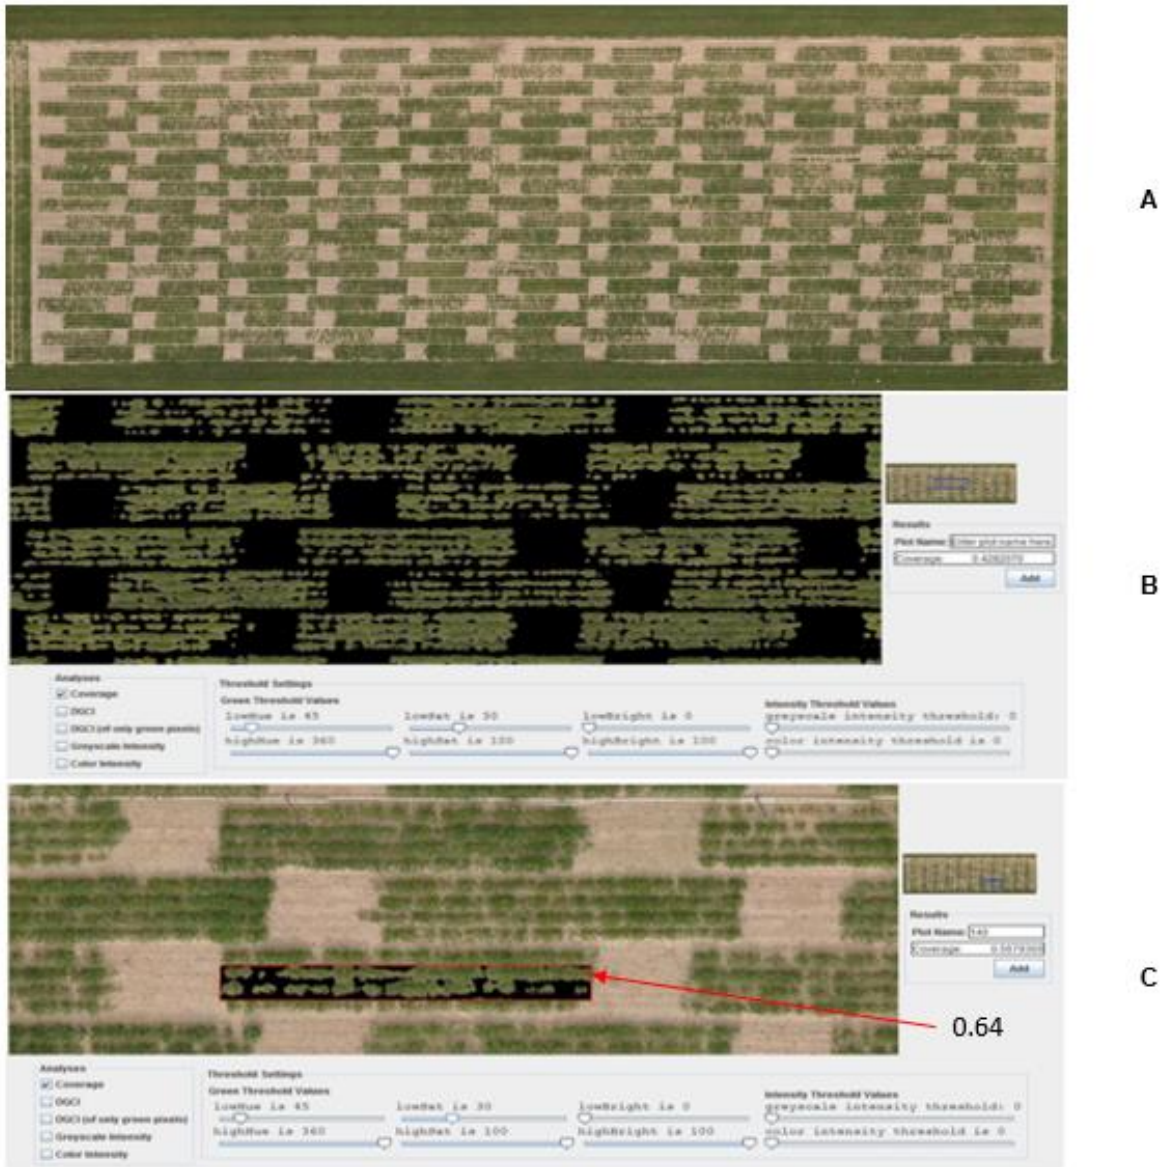 A
B
Results
Plot Name: Enter plot name here
Coverage:
Add
Analyses
Coverage
DGCI
DGCI (of only green pixels)
Greyscale Intensity
Color Intensity
Threshold Settings
Green Threshold Values
lowHue is 45
lowSat is 30
lowBright is 0
highHue is 360
highSat is 100
highBright is 100
Intensity Threshold Values
greyscale intensity threshold: 0
color intensity threshold is 0
C
Results
Plot Name:
Coverage:
Add
0.64
Analyses
Coverage
DGCI
DGCI (of only green pixels)
Greyscale Intensity
Color Intensity
Threshold Settings
Green Threshold Values
lowHue is 45
lowSat is 30
lowBright is 0
highHue is 360
highSat is 100
highBright is 100
Intensity Threshold Values
greyscale intensity threshold: 0
color intensity threshold is 0